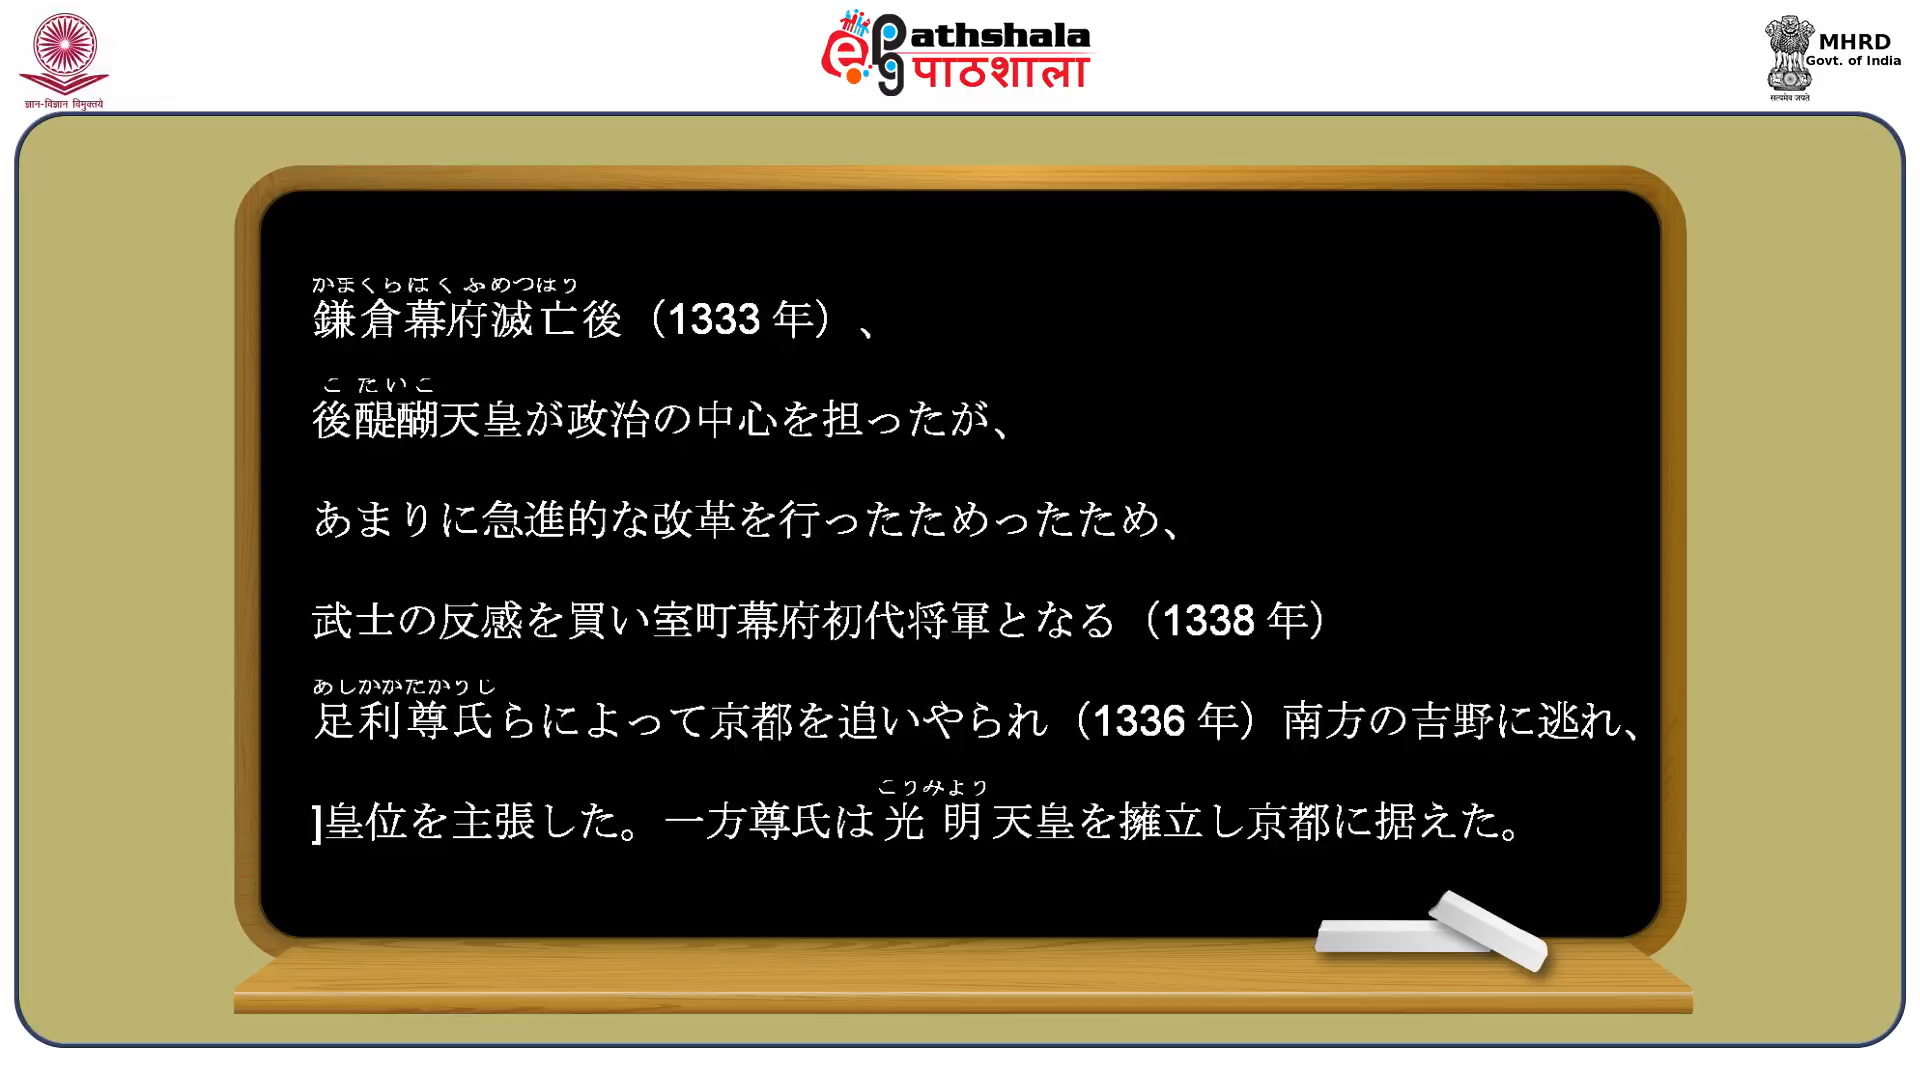 ज्ञान-विज्ञान विमुक्तये
ePathshala
पाठशाला
MHRD
Govt. of India
सत्यमेव जयते
かまくらばくふめつぼう
鎌倉幕府滅亡後（1333 年）、
ごだいご
後醍醐天皇が政治の中心を担ったが、
あまりに急進的な改革を行ったためったため、
武士の反感を買い室町幕府初代将軍となる（1338 年）
あしかがたかうじ
足利尊氏らによって京都を追いやられ（1336 年）南方の吉野に逃れ、
こうみょう
]皇位を主張した。一方尊氏は光明天皇を擁立し京都に据えた。